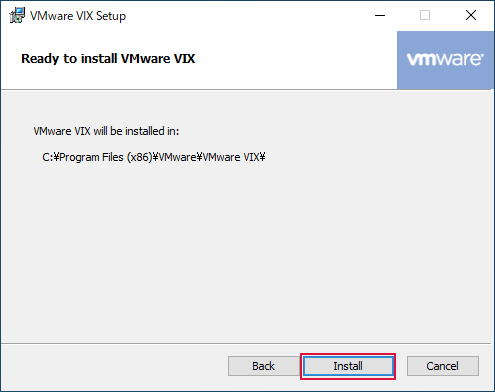 VMware VIX Setup
Ready to install VMware VIX
vmware®
VMware VIX will be installed in:
C:¥Program Files (x86)¥VMware¥VMware VIX¥
Back
Install
Cancel